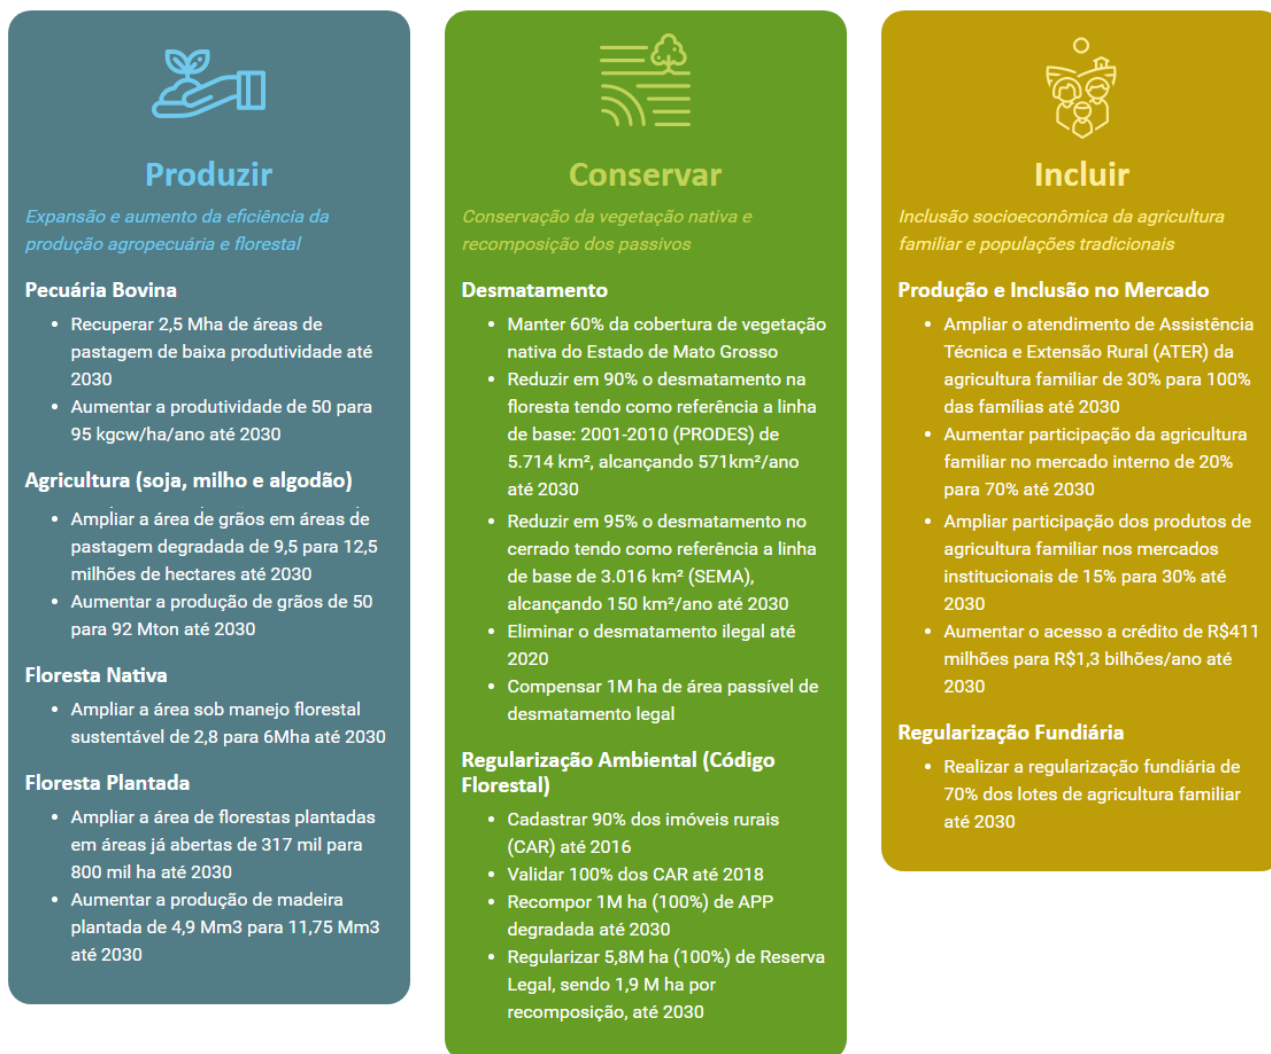 Produzir
Expansão e aumento da eficiência da
produção agropecuária e florestal
Pecuária Bovina
• Recuperar 2,5 Mha de áreas de
pastagem de baixa produtividade até
2030
• Aumentar a produtividade de 50 para
95 kgcw/ha/ano até 2030
Agricultura (soja, milho e algodão)
• Ampliar a área de grãos em áreas de
pastagem degradada de 9,5 para 12,5
milhões de hectares até 2030
• Aumentar a produção de grãos de 50
para 92 Mton até 2030
Floresta Nativa
• Ampliar a área sob manejo florestal
sustentável de 2,8 para 6Mha até 2030
Floresta Plantada
• Ampliar a área de florestas plantadas
em áreas já abertas de 317 mil para
800 mil ha até 2030
• Aumentar a produção de madeira
plantada de 4,9 Mm3 para 11,75 Mm3
até 2030
Conservar
Conservação da vegetação nativa e
recomposição dos passivos
Desmatamento
• Manter 60% da cobertura de vegetação
nativa do Estado de Mato Grosso
• Reduzir em 90% o desmatamento na
floresta tendo como referência a linha
de base: 2001-2010 (PRODES) de
5.714 km², alcançando 571km²/ano
até 2030
• Reduzir em 95% o desmatamento no
cerrado tendo como referência a linha
de base de 3.016 km² (SEMA),
alcançando 150 km²/ano até 2030
• Eliminar o desmatamento ilegal até
2020
• Compensar 1M ha de área passível de
desmatamento legal
Regularização Ambiental (Código
Florestal)
• Cadastrar 90% dos imóveis rurais
(CAR) até 2016
• Validar 100% dos CAR até 2018
• Recompor 1M ha (100%) de APP
degradada até 2030
• Regularizar 5,8M ha (100%) de Reserva
Legal, sendo 1,9 M ha por
recomposição, até 2030
Incluir
Inclusão socioeconômica da agricultura
familiar e populações tradicionais
Produção e Inclusão no Mercado
• Ampliar o atendimento de Assistência
Técnica e Extensão Rural (ATER) da
agricultura familiar de 30% para 100%
das famílias até 2030
• Aumentar participação da agricultura
familiar no mercado interno de 20%
para 70% até 2030
• Ampliar participação dos produtos de
agricultura familiar nos mercados
institucionais de 15% para 30% até
2030
• Aumentar o acesso a crédito de R$411
milhões para R$1,3 bilhões/ano até
2030
Regularização Fundiária
• Realizar a regularização fundiária de
70% dos lotes de agricultura familiar
até 2030